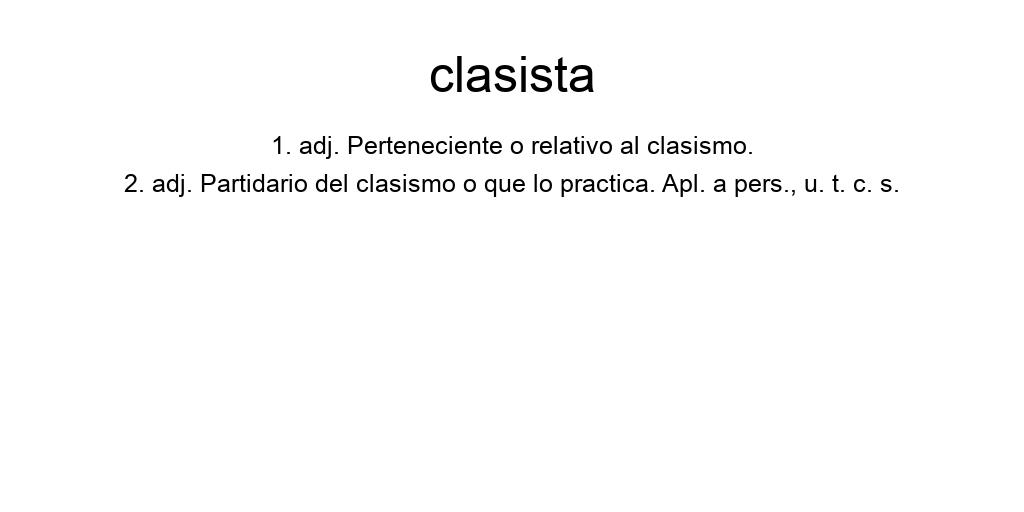 clasista
1. adj. Perteneciente o relativo al clasismo.
2. adj. Partidario del clasismo o que lo practica. Apl. a pers., u. t. c. s.